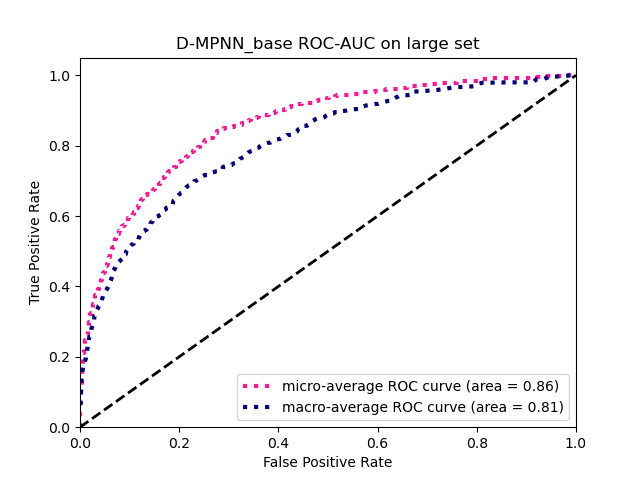 D-MPNN_base ROC-AUC on large set
True Positive Rate
1.0
0.8
0.6
0.4
0.2
0.0
micro-average ROC curve (area = 0.86)
macro-average ROC curve (area = 0.81)
0.0 0.2 0.4 0.6 0.8 1.0
False Positive Rate